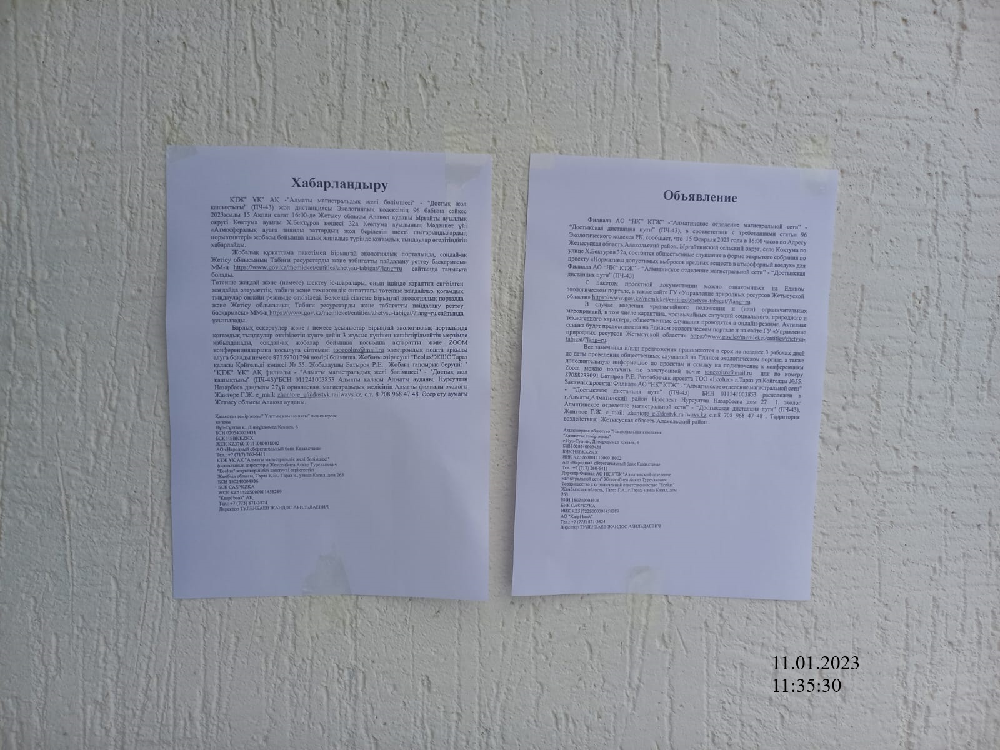 Хабарландыру
ҚТЖ" ҰК" АҚ -"Алматы магистральдық желі бөлімшесі" - "Достық жол
қашықтығы" (ПЧ-43) жол дистанциясы Экологиялық кодексінің 96 бабына сәйкес
2023жылы 15 Ақпан сағат 16:00-де Жетысу облысы Алакөл ауданы Ырғайты ауылдық
округі Көктума ауылы Х.Бектұров көшесі 32а Көктума ауылының Мәдениет үйі
«Атмосфералық ауаға зиянды заттардың жол берілетін шекті шығарындылардың
нормативтері» жобасы бойынша ашық жиналыс түрінде қоғамдық тыңдаулар өтедітіндігін
хабарлайды.
Жобалық құжаттама пакетімен Бірыңғай экологиялық порталында, сондай-ақ
Жетісу облысының Табиғи ресурстарды және табиғатты пайдалану реттеу басқармасы»
ММ-ң https://www.gov.kz/memleket/entities/zhetysu-tabigat/?lang=ru сайтында танысуға
болады.
Төтенше жағдай және (немесе) шектеу іс-шаралары, оның ішінде карантин енгізілген
жағдайда әлеуметтік, табиғи және техногендік сипаттағы төтенше жағдайлар, қоғамдық
тыңдаулар онлайн режимде өткізіледі. Белсенді сілтеме Бірыңғай экологиялық порталда
және Жетісу облысының Табиғи ресурстарды және табиғатты пайдалану реттеу
басқармасы» ММ-ң https://www.gov.kz/memleket/entities/zhetysu-tabigat/?lang=ru,сайтында
ұсынылады.
Барлық ескертулер және / немесе ұсыныстар Бірыңғай экологиялық порталында
қоғамдық тыңдаулар өткізілетін күнге дейін 3 жұмыс күнінен кешіктірілмейтін мерзімде
қабылданады, сондай-ақ жобалар бойынша қосымша ақпаратты және ZOOM
конференцияларына қосылуға сілтемені tooecolux@mail.ru электрондық пошта арқылы
алуға болады немесе 87759701794 нөмірі бойынша. Жобаны әзірлеуші "Ecolux"ЖШС Тараз
қаласы Қойгелді көшесі № 55. Жобалаушы Батыров Р.Е. Жобаға тапсырыс беруші: "
"ҚТЖ" ҰК" АҚ филиалы - "Алматы магистральдық желі бөлімшесі" - "Достық жол
қашықтығы" (ПЧ-43)"БСН 011241003853 Алматы қаласы Алматы ауданы, Нурсултан
Назарбаев даңғылы 27үй орналаскан. магистральдық желісінің Алматы филиалы экологы
Жанторе Г.Ж. e_mail: zhantore_g@dostyk.railways.kz, с.т. 8 708 968 47 48. Әсер ету аумағы
Жетысу облысы Алакөл ауданы.
Қазақстан темір жолы" Ұлттық компаниясы" акционерлік
қоғамы
Нұр-Сұлтан қ., Дінмұхаммед Қонаев, 6
БСН 020540003431
БСК HSBKKZKX
ЖСК KZ376010111000018002
АО «Народный сберегательный банк Казахстана»
Тел.: +7 (717) 260-6411
ҚТЖ ҰК АҚ "Алматы магистральдік желі бөлімшесі"
филиалының директоры Жексенбиев Аскар Туреханович
"Ecolux" жауапкершілігі шектеулі серіктестігі
Жамбыл облысы, Тараз Қ.Ә., Тараз қ., улица Капал, дом 263
БСН 180240004936
БСК CASPKZKA
ЖСК KZ51722S000001458289
"Kaspi bank" АҚ
Тел.: +7 (775) 871-3824
Директор ТУЛЕНБАЕВ ЖАНДОС АБИЛЬДАЕВИЧ
Объявление
Филиала АО “НК” КТЖ” -“Алматинское отделение магистральной сети” -
“Достыкская дистанция пути” (ПЧ-43), в соответствии с требованиями статьи 96
Экологического кодекса РК, сообщает, что 15 Февраля 2023 года в 16:00 часов по Адресу
Жетысуская область,Алакольский район, Ыргайтинский сельский округ, село Коктума по
улице Х.Бектуров 32а, состоятся общественные слушания в форме открытого собрания по
проекту «Нормативы допустимых выбросов вредных веществ в атмосферный воздух» для
Филиала АО “НК” КТЖ” - “Алматинское отделение магистральной сети” - “Достыкская
дистанция пути” (ПЧ-43)
С пакетом проектной документации можно ознакомиться на Едином
экологическом портале, а также сайте ГУ «Управление природных ресурсов Жетысуской
области» https://www.gov.kz/memleket/entities/zhetysu-tabigat/?lang=ru.
В случае введения чрезвычайного положения и (или) ограничительных
мероприятий, в том числе карантина, чрезвычайных ситуаций социального, природного и
техногенного характера, общественные слушания проводятся в онлайн-режиме. Активная
ссылка будет предоставлена на Едином экологическом портале и на сайте ГУ «Управление
природных ресурсов Жетысуской области» https://www.gov.kz/memleket/entities/zhetysu-
tabigat/?lang=ru.
Все замечания и/или предложения принимаются в срок не позднее 3 рабочих дней
до даты проведения общественных слушаний на Едином экологическом портале, а также
дополнительную информацию по проектам и ссылку на подключение к конференциям
Zoom можно получить по электронной почте tooecolux@mail.ru или по номеру
87088233091 Батыров Р.Е. Разработчик проекта ТОО «Ecolux» г.Тараз ул.Койгелды №55.
Заказчик проекта: Филиала АО “НК” КТЖ” - “Алматинское отделение магистральной сети”
- “Достыкская дистанция пути” (ПЧ-43) БИН 011241003853 расположен в
г.Алматы,Алматинский район Проспект Нурсултан Назарбаева дом 27 1. эколог
Алматинское отделение магистральной сети» - “Достыкская дистанция пути” (ПЧ-43),
Жантөое Г.Ж. e_mail: zhantore_g@dostyk.railways.kz с.т.8 708 968 47 48 . Территория
воздействия: Жетысуская область Алакольский район .
Акционерное общество "Национальная компания
"Қазақстан темір жолы"
г.Нур-Султан, Дінмұхаммед Қонаев, 6
БИН 020540003431
БИК HSBKKZKX
ИИК KZ376010111000018002
АО «Народный сберегательный банк Казахстана»
Тел.: +7 (717) 260-6411
Директор Филиал АО НК КТЖ "Алматинской отделение
магистральной сети" Жексенбиев Аскар Туреханович
Товарищество с ограниченной ответственностью "Ecolux"
Жамбылская область, Тараз Г.А., г.Тараз, улица Капал, дом
263
БИН 180240004936
БИК CASPKZKA
ИИК KZ51722S000001458289
АО "Kaspi bank"
Тел.: +7 (775) 871-3824
Директор ТУЛЕНБАЕВ ЖАНДОС АБИЛЬДАЕВИЧ
11.01.2023
11:35:30